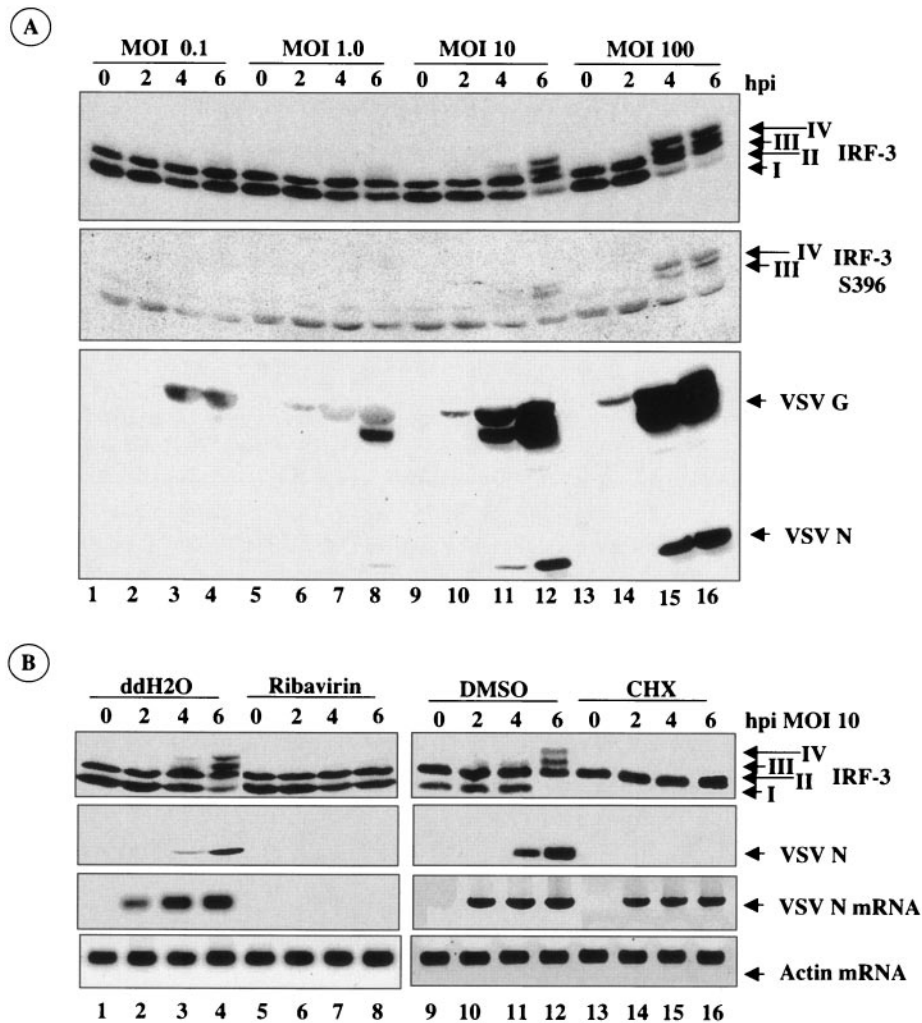 A
MOI 0.1 MOI 1.0 MOI 10 MOI 100
0 2 4 6 0 2 4 6 0 2 4 6 0 2 4 6 hpi
IV
III
II IRF-3
I
IV IRF-3
III S396
VSV G
VSV N
1 2 3 4 5 6 7 8 9 10 11 12 13 14 15 16
B
ddH2O Ribavirin DMSO CHX
0 2 4 6 0 2 4 6 0 2 4 6 0 2 4 6 hpi MOI 10
IV
III
II IRF-3
I
VSV N
VSV N mRNA
Actin mRNA
1 2 3 4 5 6 7 8 9 10 11 12 13 14 15 16